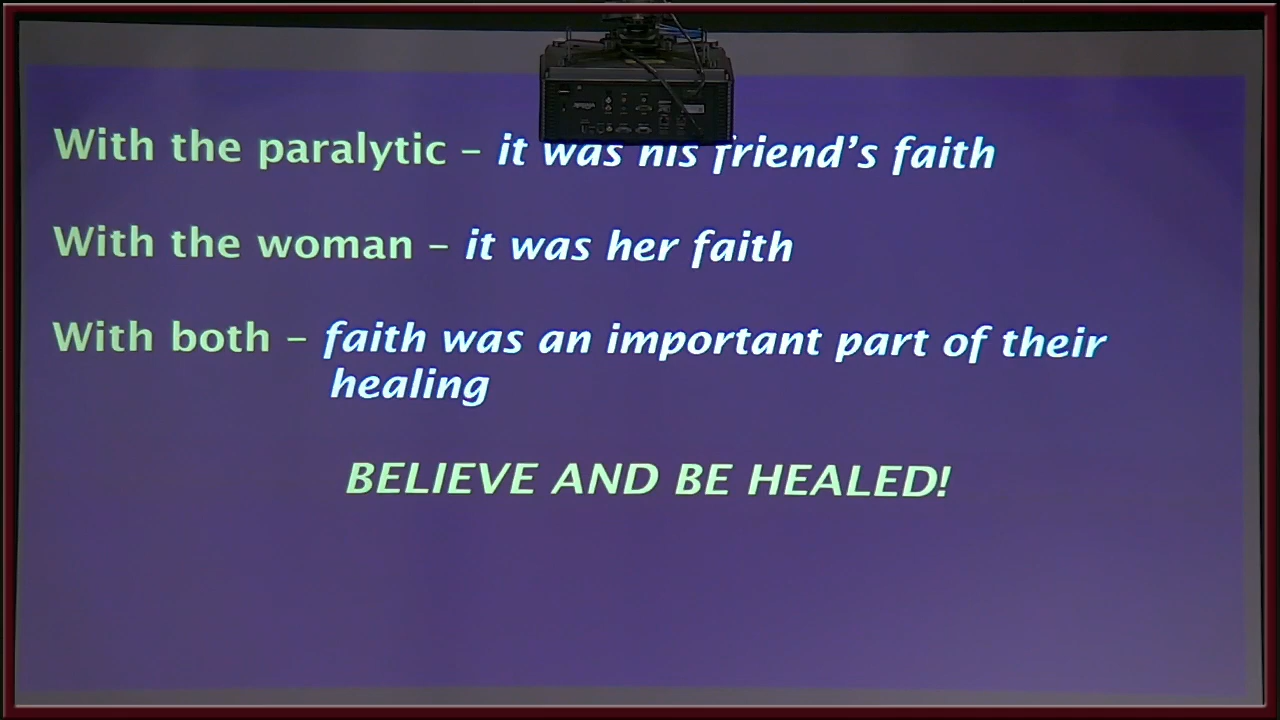 With the paralytic – it was his friend's faith
With the woman – it was her faith
With both – faith was an important part of their
healing
BELIEVE AND BE HEALED!